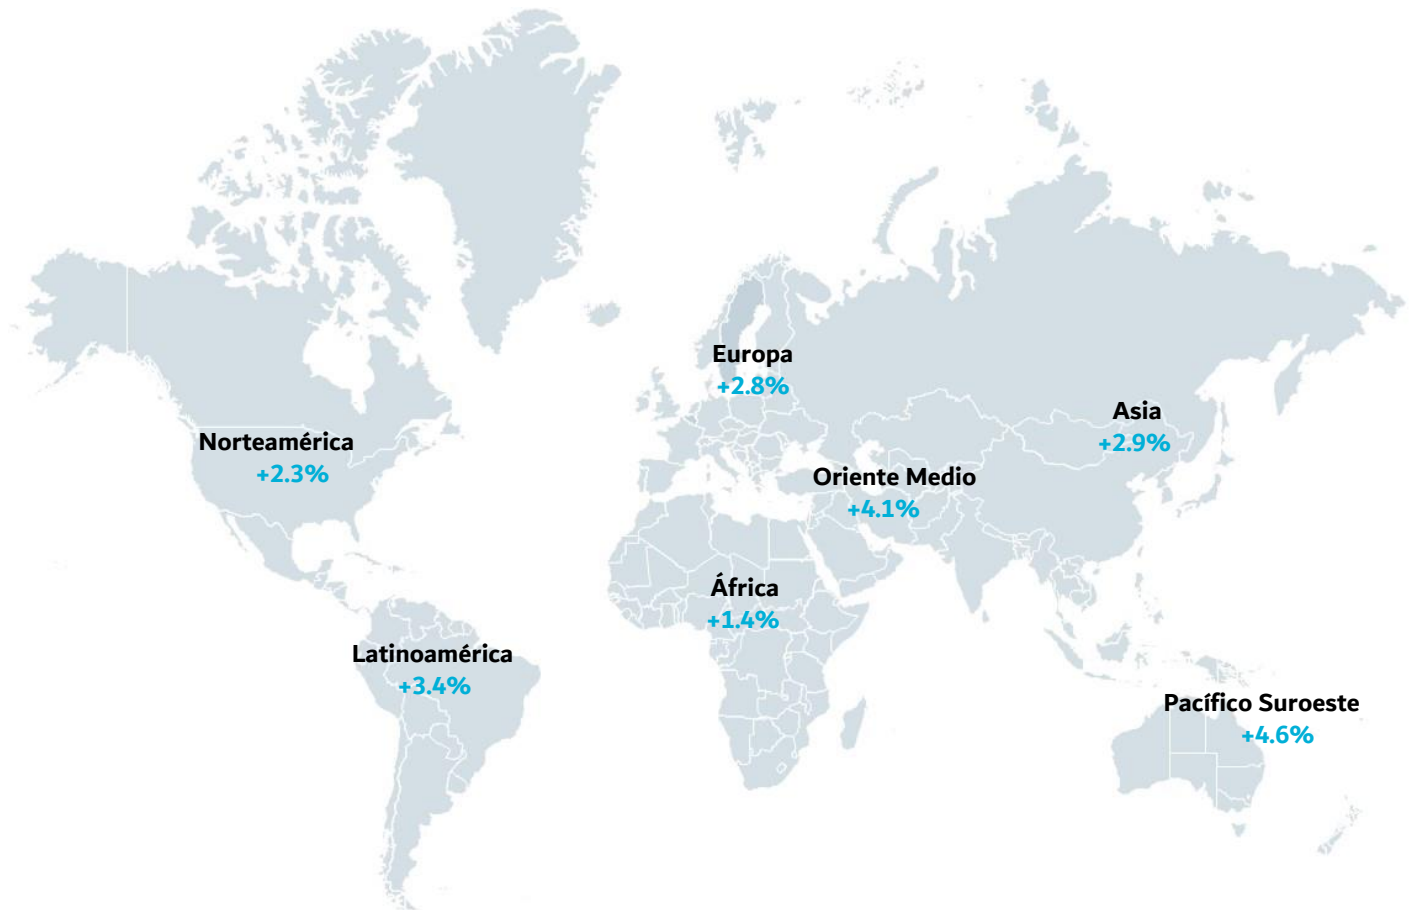 Europa
+2.8%
Asia
+2.9%
Norteamérica
+2.3%
Oriente Medio
+4.1%
África
+1.4%
Latinoamérica
+3.4%
Pacífico Suroeste
+4.6%